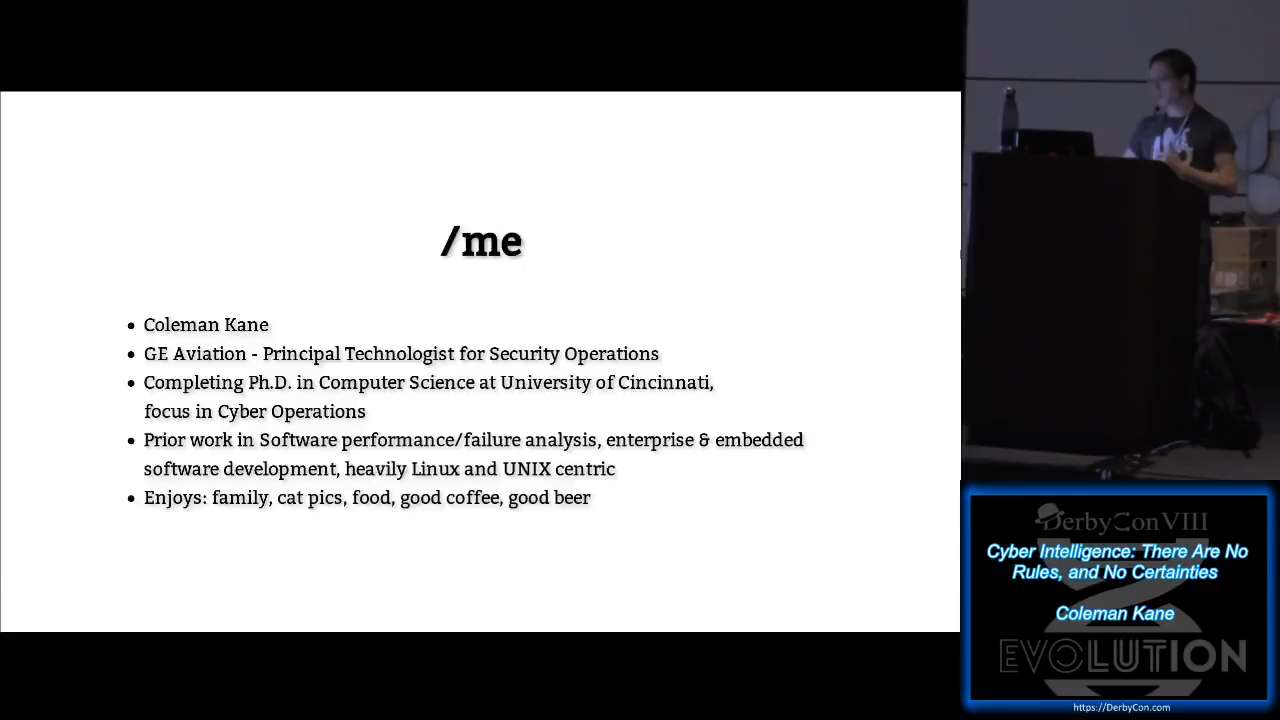 /me
Coleman Kane
GE Aviation - Principal Technologist for Security Operations
Completing Ph.D. in Computer Science at University of Cincinnati,
focus in Cyber Operations
Prior work in Software performance/failure analysis, enterprise & embedded
software development, heavily Linux and UNIX centric
Enjoys: family, cat pics, food, good coffee, good beer
DerbyCon VIII
Cyber Intelligence: There Are No
Rules, and No Certainties
Coleman Kane
EVOLUTION
https://DerbyCon.com